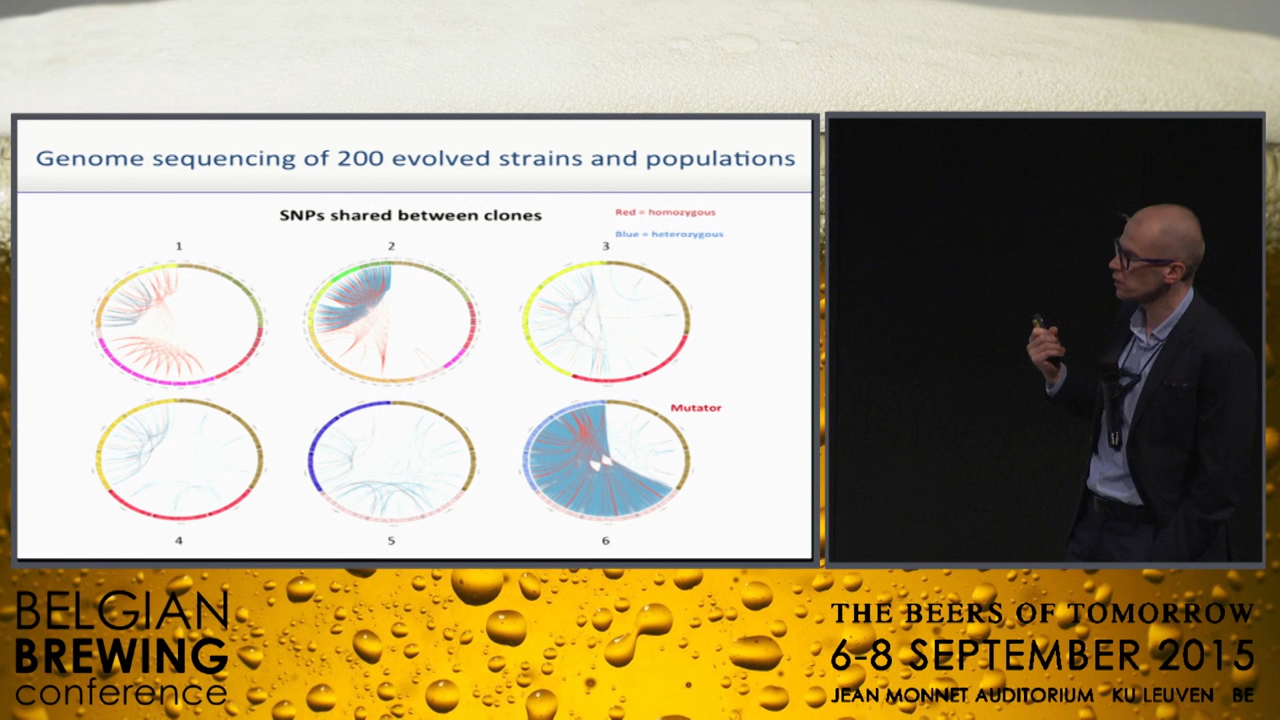 Genome sequencing of 200 evolved strains and populations
SNPs shared between clones
Red = homozygous
Blue = heterozygous
1
2
3
Mutator
4
5
6
BELGIAN
BREWING
conference
THE BEERS OF TOMORROW
6-8 SEPTEMBER 2015
JEAN MONNET AUDITORIUM KU LEUVEN BE